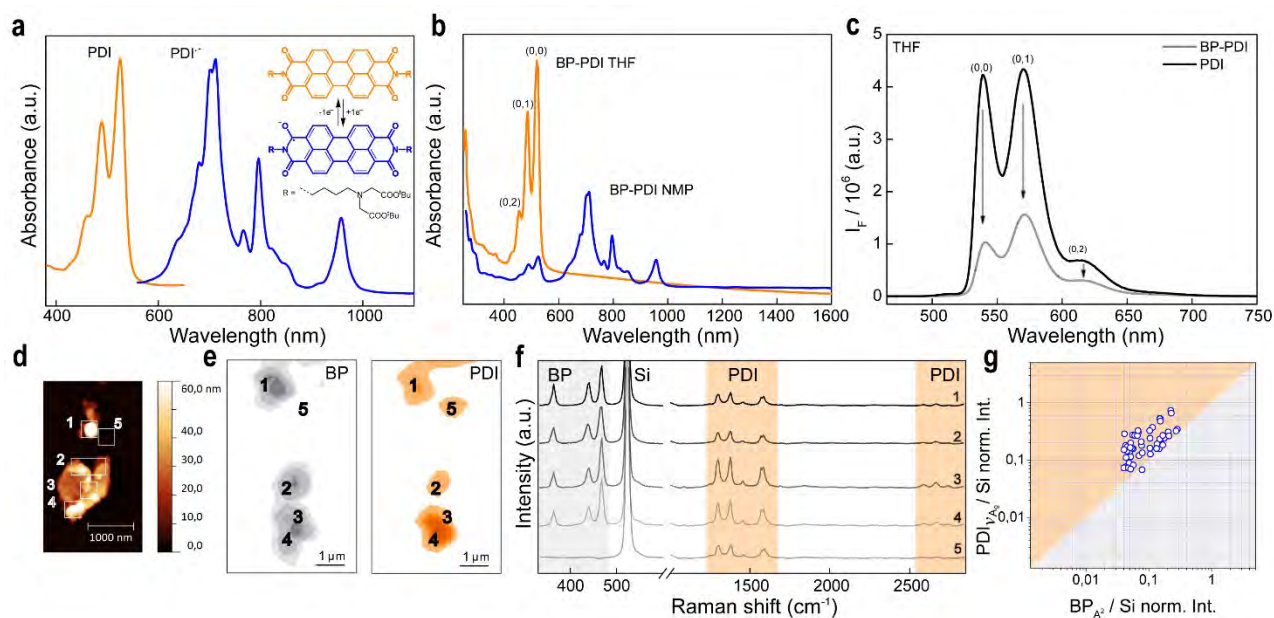 a
PDI
PDI·⁻
O
O
R-N
N-R
O
O
-1e⁻
+1e⁻
O⁻
O
R-N
N-R
O
O
R =
N
COOᵗBu
COOᵗBu
Absorbance (a.u.)
400
600
800
1000
Wavelength (nm)
b
(0,0)
BP-PDI THF
(0,1)
(0,2)
BP-PDI NMP
Absorbance (a.u.)
400
600
800
1000
1200
1400
1600
Wavelength (nm)
c
THF
BP-PDI
PDI
(0,0)
(0,1)
(0,2)
I_F / 10⁶ (a.u.)
5
4
3
2
1
0
500
550
600
650
700
750
Wavelength (nm)
d
1
5
2
3
4
1000 nm
60,0 nm
50,0
40,0
30,0
20,0
10,0
0,0
e
BP
1
5
2
3
4
1 µm
PDI
1
5
2
3
4
1 µm
f
BP
Si
PDI
PDI
1
2
3
4
5
Intensity (a.u.)
400
500
1500
2000
2500
Raman shift (cm⁻¹)
g
PDI_νAg / Si norm. Int.
1
0,1
0,01
0,01
0,1
1
BP_A² / Si norm. Int.